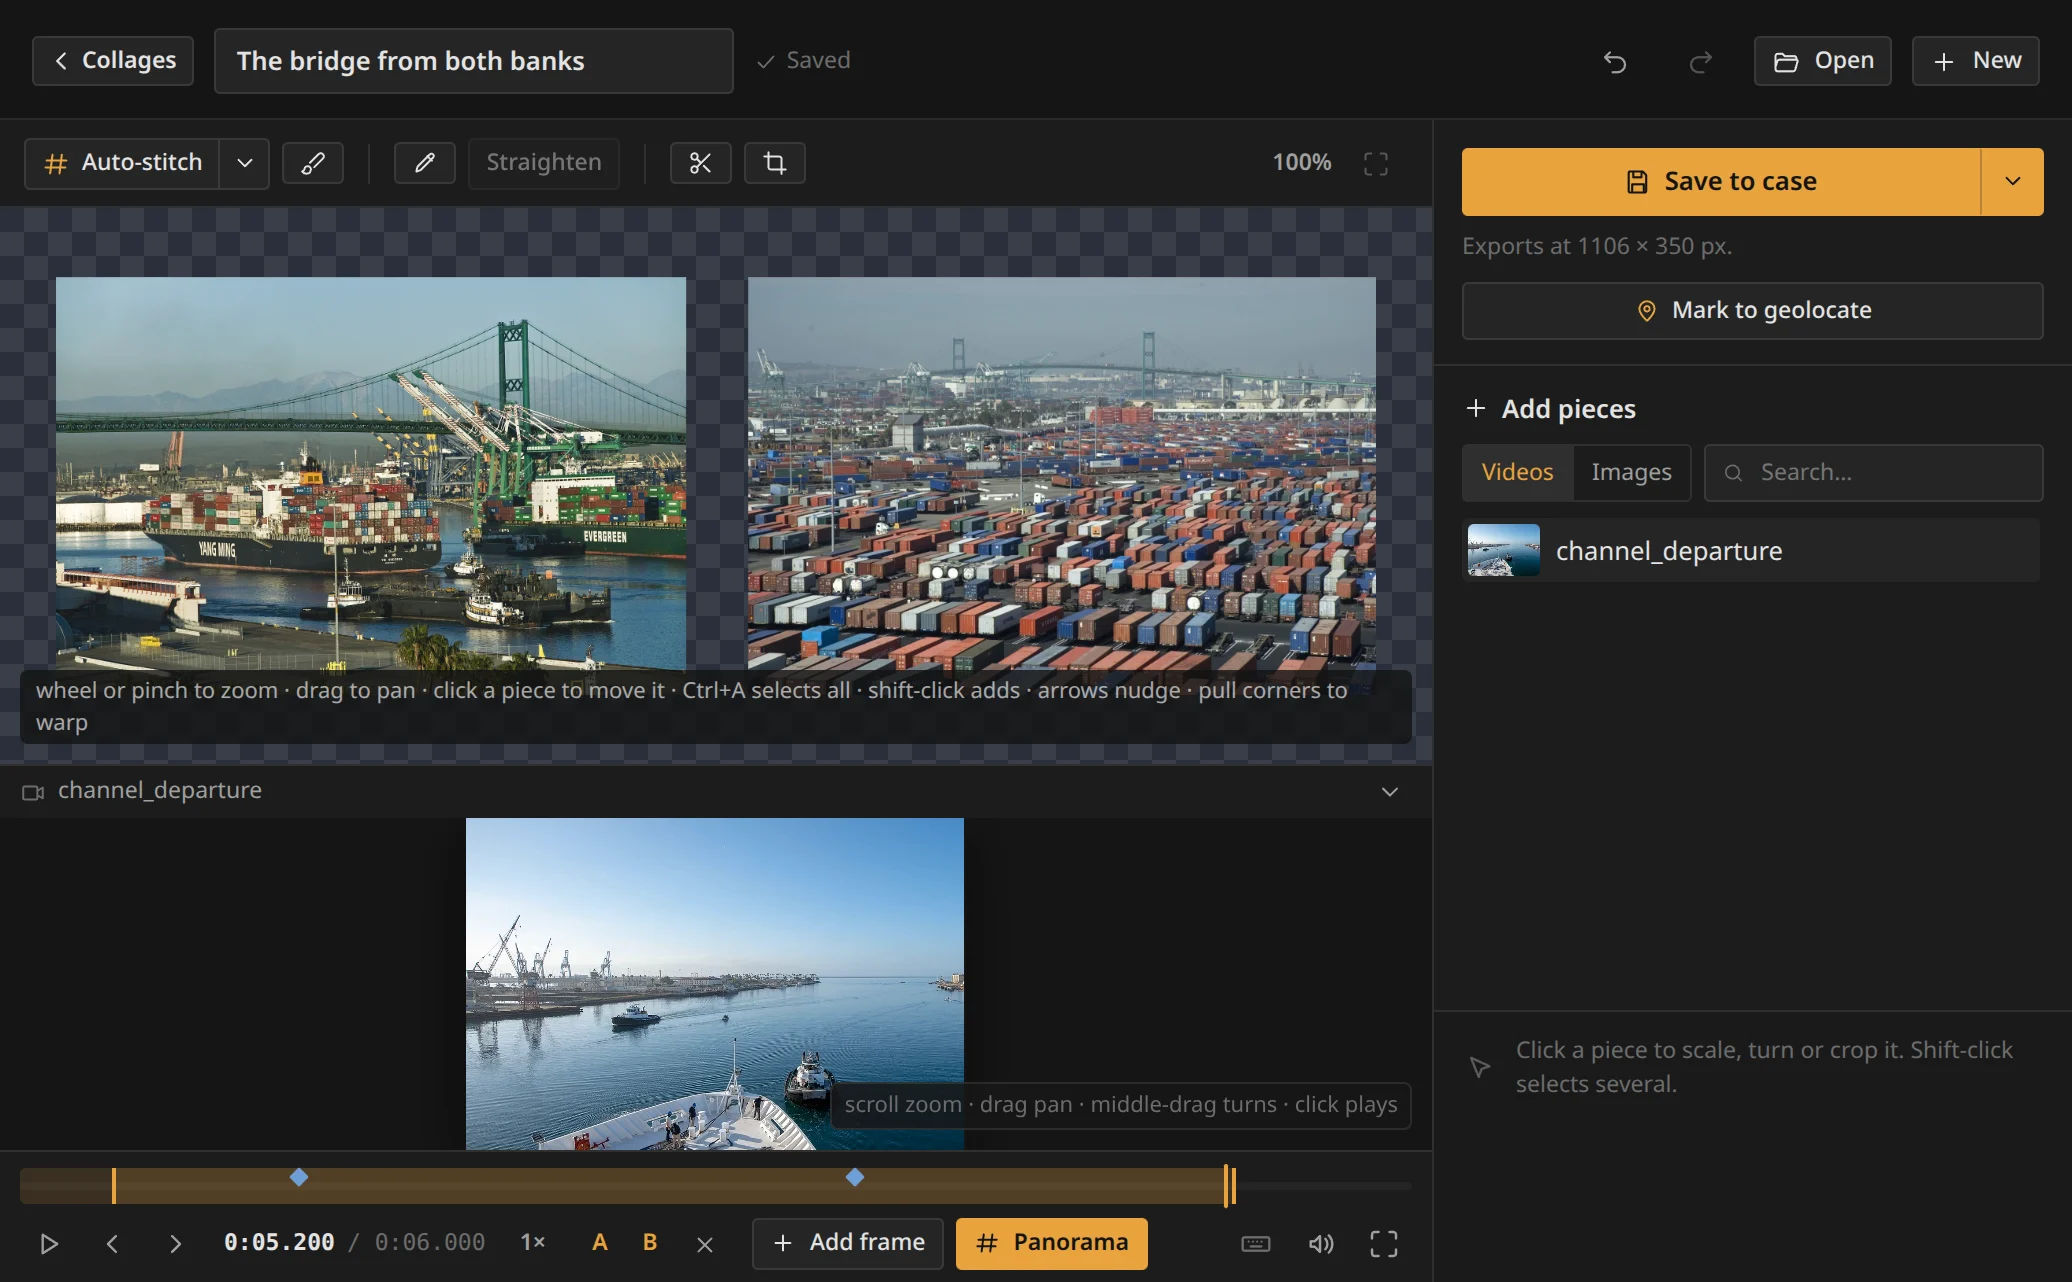 Collages
The bridge from both banks
Saved
Open
New
Auto-stitch
Straighten
100%
Save to case
Exports at 1106 × 350 px.
Mark to geolocate
Add pieces
Videos
Images
Search...
channel_departure
YANG MING
EVERGREEN
wheel or pinch to zoom · drag to pan · click a piece to move it · Ctrl+A selects all · shift-click adds · arrows nudge · pull corners to
warp
channel_departure
scroll zoom · drag pan · middle-drag turns · click plays
Click a piece to scale, turn or crop it. Shift-click
selects several.
0:05.200 / 0:06.000
1×
A
B
Add frame
Panorama